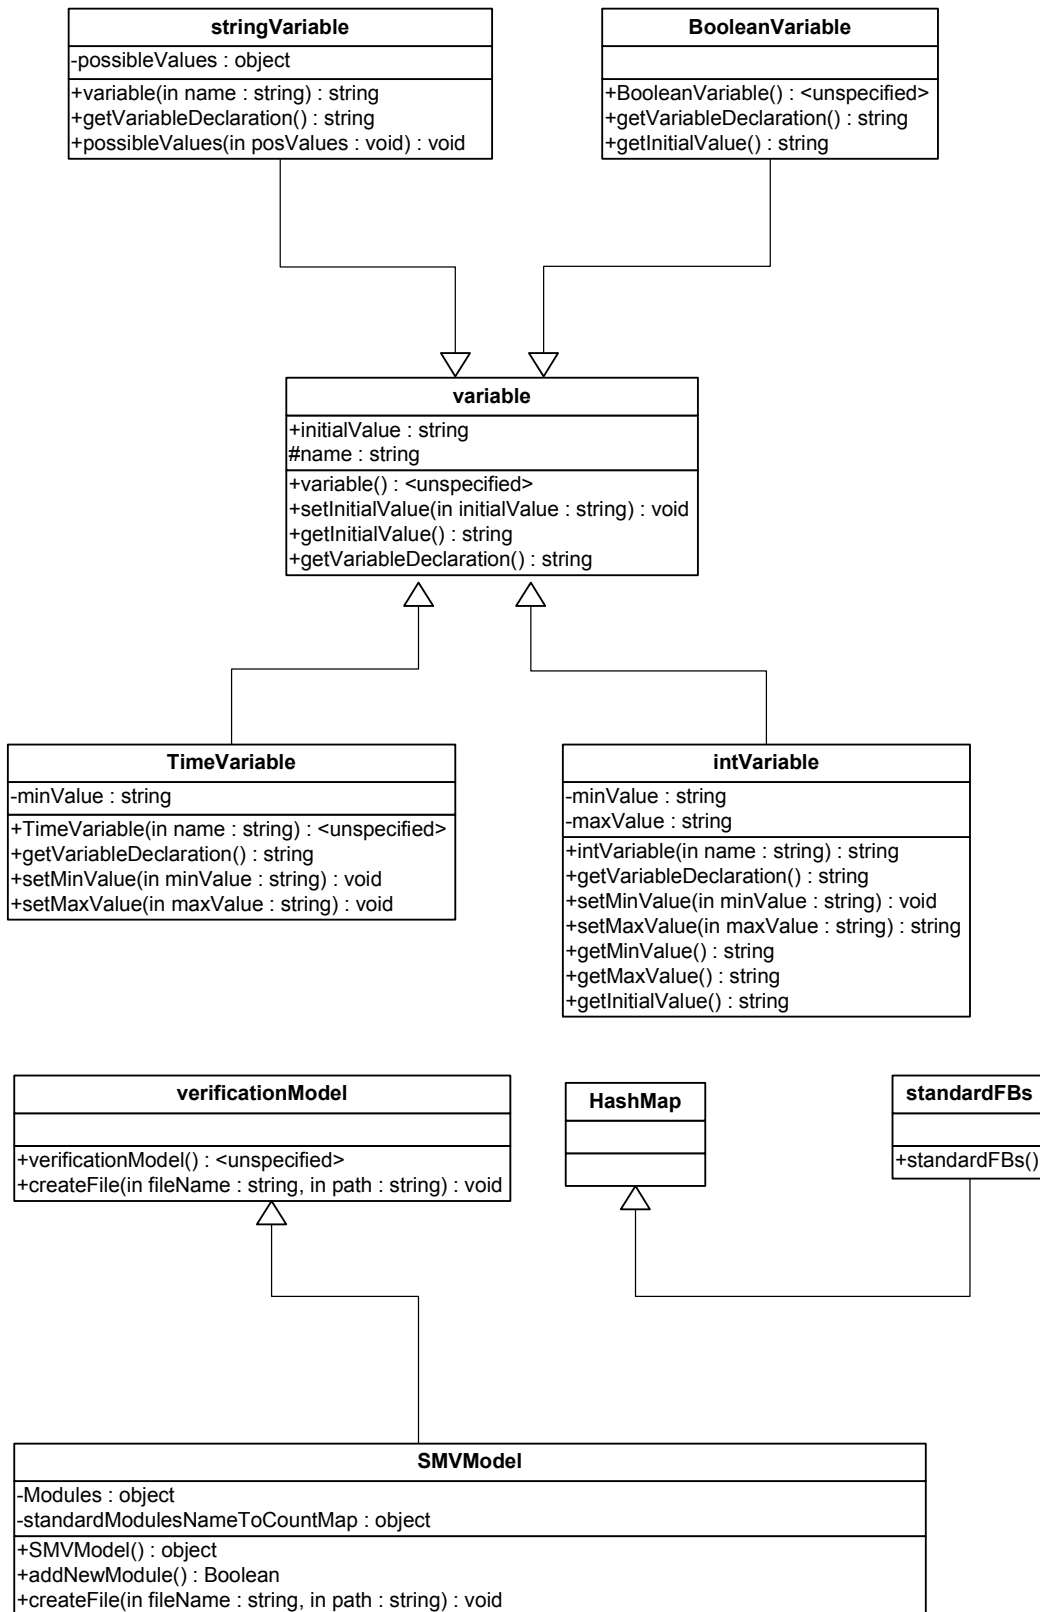 stringVariable
-possibleValues : object
+variable(in name : string) : string
+getVariableDeclaration() : string
+possibleValues(in posValues : void) : void
BooleanVariable
+BooleanVariable() : <unspecified>
+getVariableDeclaration() : string
+getInitialValue() : string
variable
+initialValue : string
#name : string
+variable() : <unspecified>
+setInitialValue(in initialValue : string) : void
+getInitialValue() : string
+getVariableDeclaration() : string
TimeVariable
-minValue : string
+TimeVariable(in name : string) : <unspecified>
+getVariableDeclaration() : string
+setMinValue(in minValue : string) : void
+setMaxValue(in maxValue : string) : void
intVariable
-minValue : string
-maxValue : string
+intVariable(in name : string) : string
+getVariableDeclaration() : string
+setMinValue(in minValue : string) : void
+setMaxValue(in maxValue : string) : string
+getMinValue() : string
+getMaxValue() : string
+getInitialValue() : string
verificationModel
+verificationModel() : <unspecified>
+createFile(in fileName : string, in path : string) : void
HashMap
standardFBs
+standardFBs()
SMVModel
-Modules : object
-standardModulesNameToCountMap : object
+SMVModel() : object
+addNewModule() : Boolean
+createFile(in fileName : string, in path : string) : void